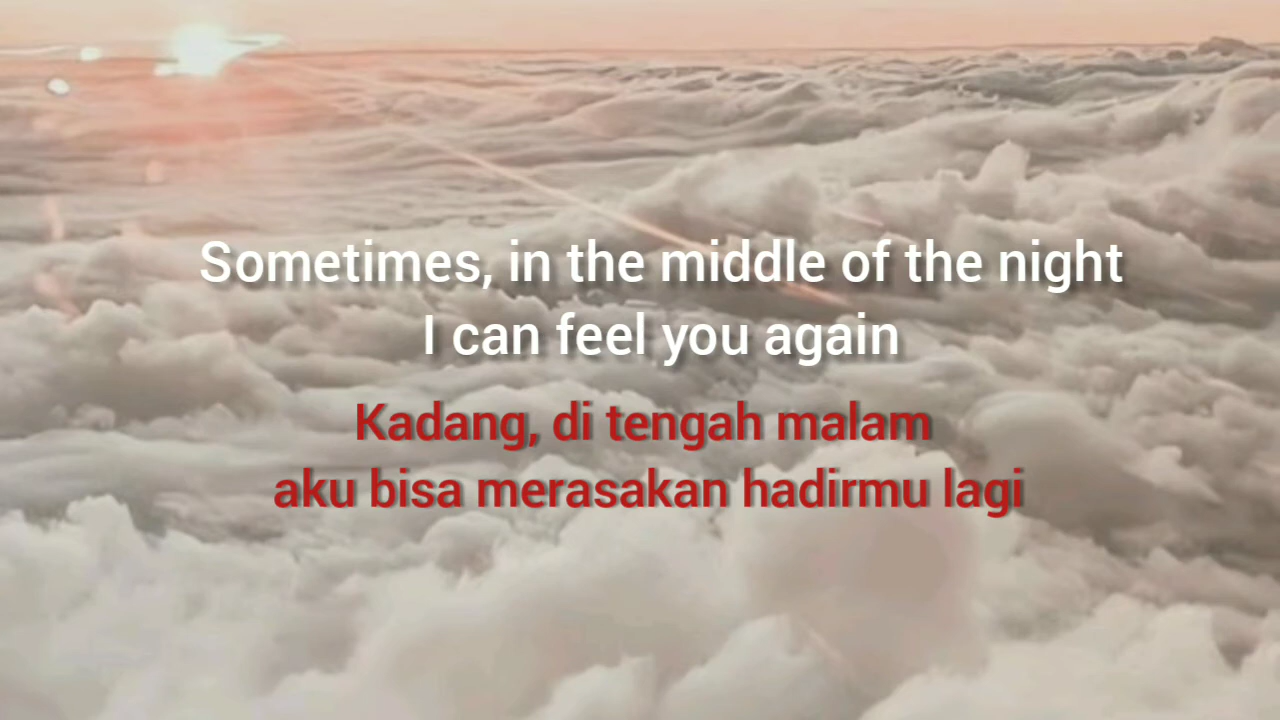 Sometimes, in the middle of the night
I can feel you again
Kadang, di tengah malam
aku bisa merasakan hadirmu lagi